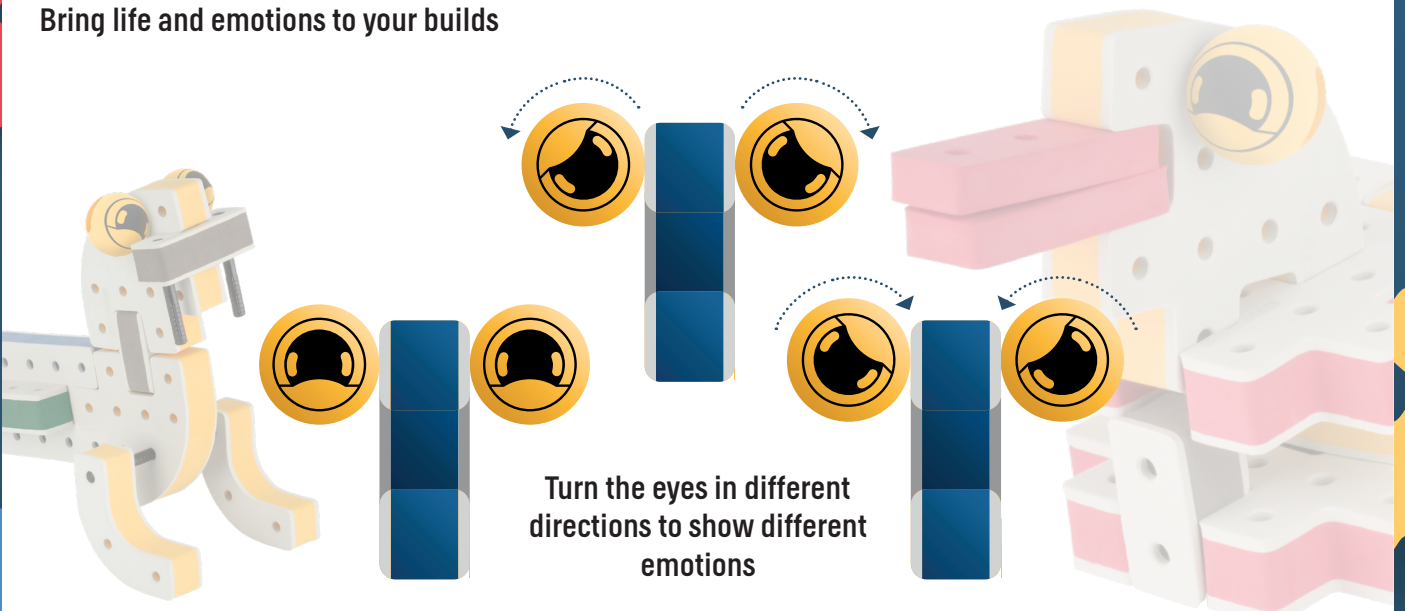 Bring life and emotions to your builds
Turn the eyes in different
directions to show different
emotions